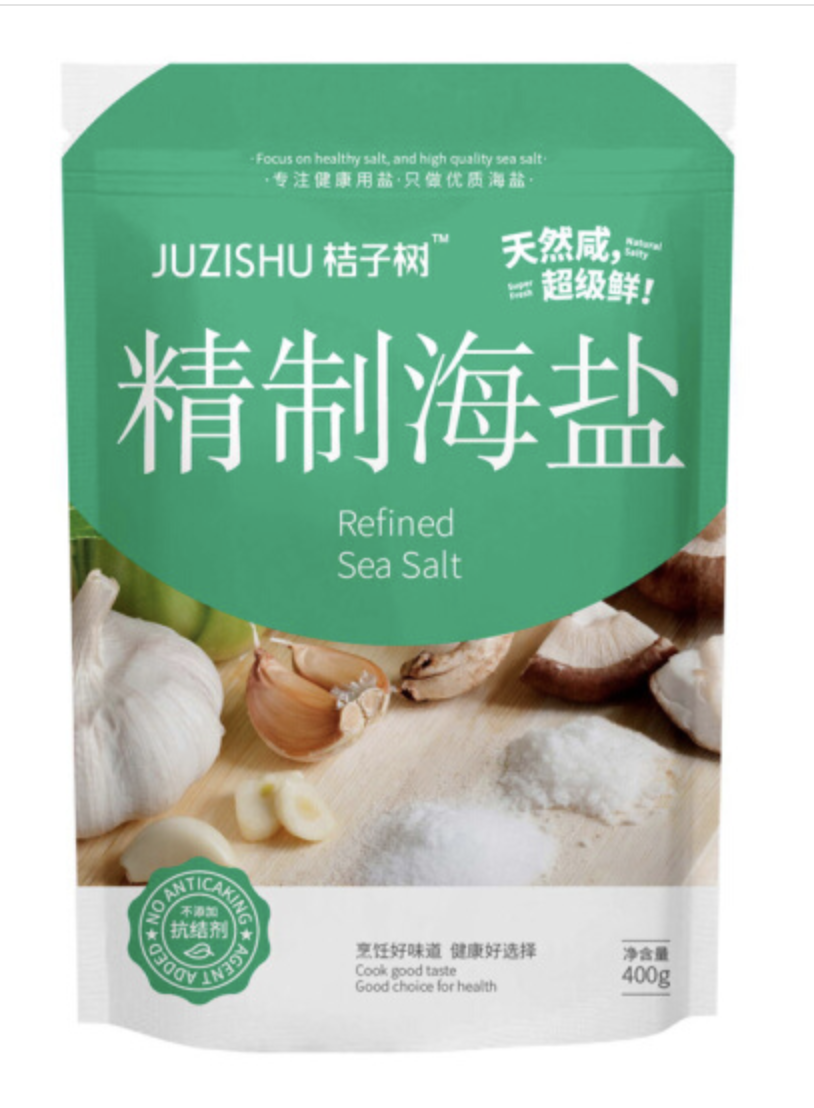 ·Focus on healthy salt, and high quality sea salt·
·专注健康用盐·只做优质海盐·
JUZISHU 桔子树™
天然咸, Natural Salty
Super Fresh 超级鲜!
精制海盐
Refined
Sea Salt
NO ANTICAKING
不添加
抗结剂
AGENT ADDED
烹饪好味道 健康好选择
Cook good taste
Good choice for health
净含量
400g